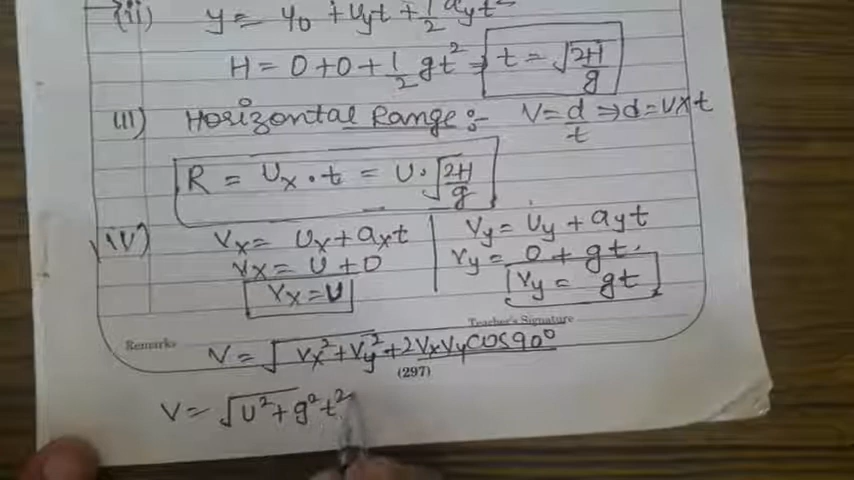 (ii) y = y₀ + uyt + 1/2 ayt²
H = 0 + 0 + 1/2 gt² ⇒ t = √2H/g
III) Horizontal Range :- V = d/t ⇒ d = V×t
R = Ux · t = U · √2H/g
(IV) Vx = Ux + axt | Vy = Uy + ayt
Vx = U + 0 | Vy = 0 + gt
Vx = U | Vy = gt
Remarks Teacher's Signature
V = √Vx² + Vy² + 2VxVy cos90°
(297)
V = √U² + g²t²